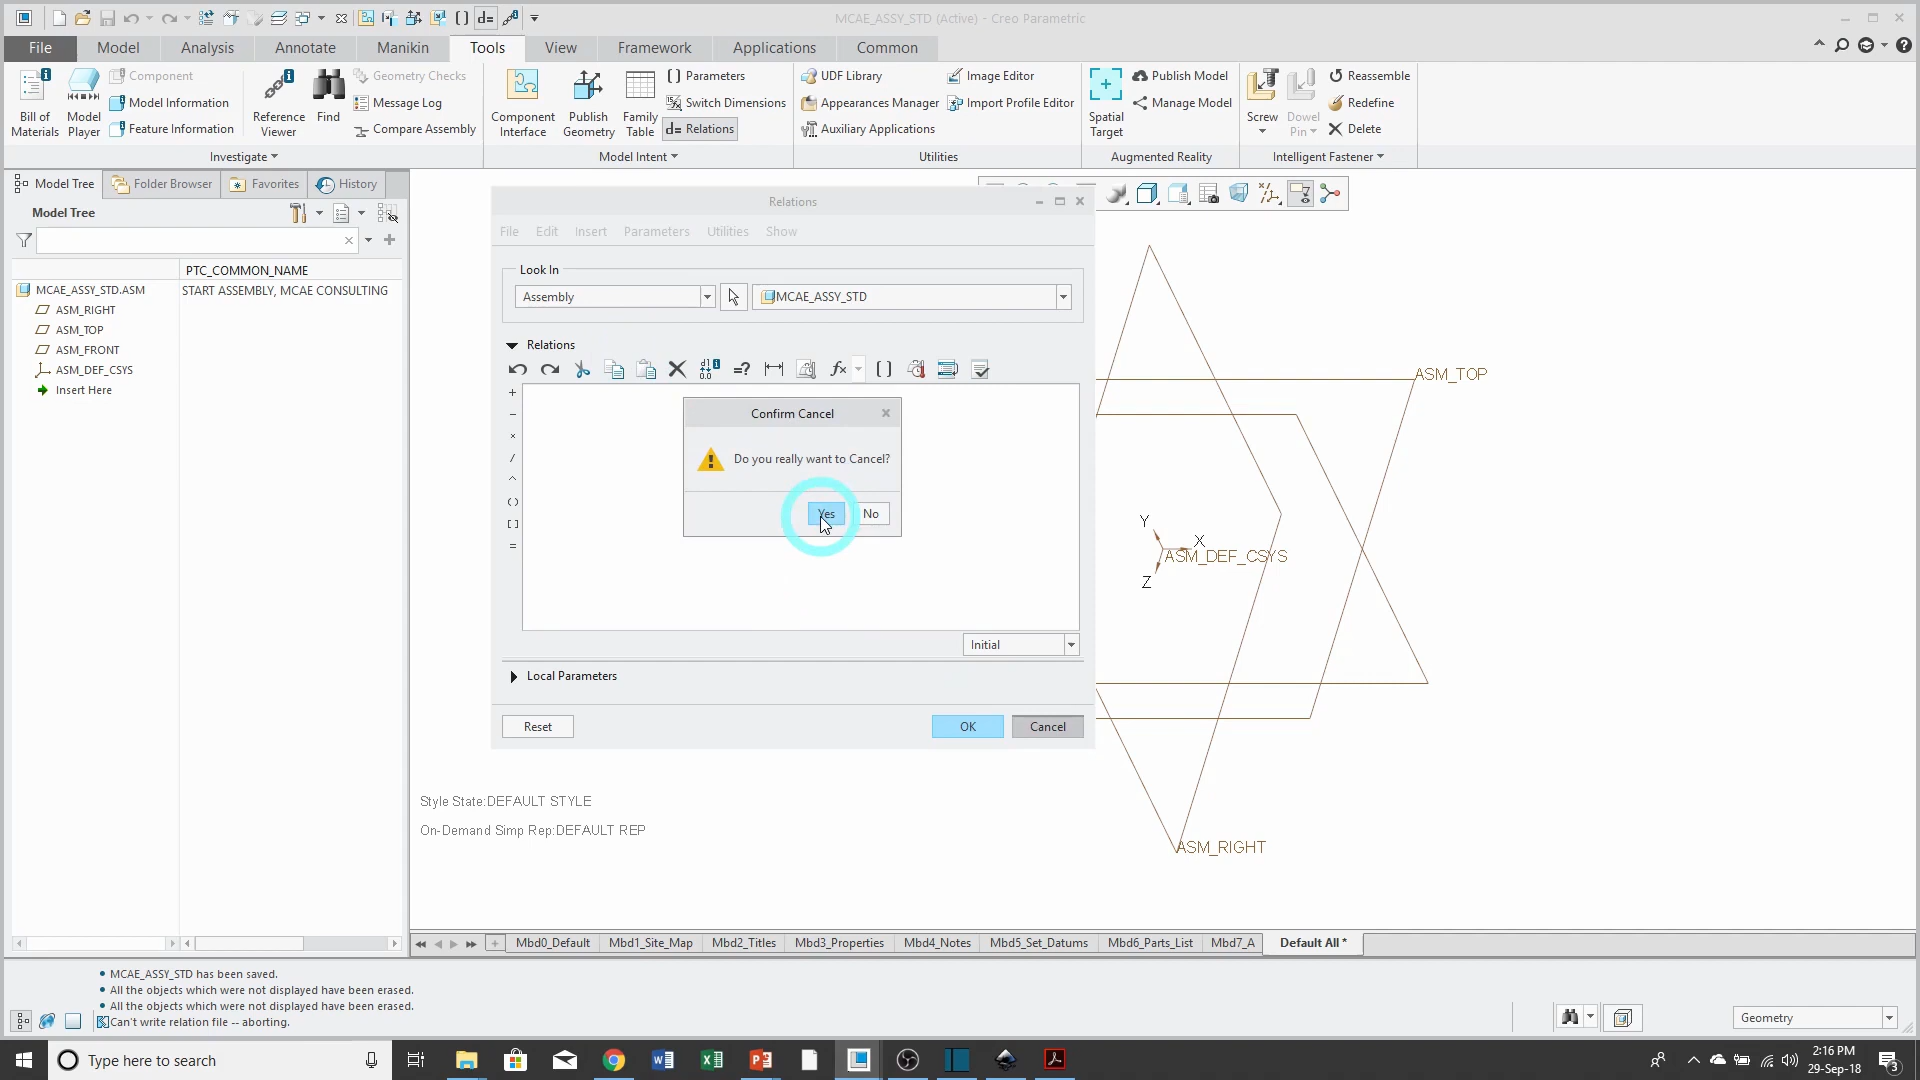 MCAE_ASSY_STD (Active) - Creo Parametric
File Model Analysis Annotate Manikin Tools View Framework Applications Common
Component Geometry Checks Parameters UDF Library Image Editor Publish Model Reassemble
Model Information Message Log Switch Dimensions Appearances Manager Import Profile Editor Manage Model Redefine
Bill of Materials Model Player Feature Information Reference Viewer Find Compare Assembly Component Interface Publish Geometry Family Table d= Relations Auxiliary Applications Spatial Target Screw Dowel Pin Delete
Investigate Model Intent Utilities Augmented Reality Intelligent Fastener
Model Tree Folder Browser Favorites History
Model Tree
PTC_COMMON_NAME
MCAE_ASSY_STD.ASM START ASSEMBLY, MCAE CONSULTING
ASM_RIGHT
ASM_TOP
ASM_FRONT
ASM_DEF_CSYS
Insert Here
Relations
File Edit Insert Parameters Utilities Show
Look In
Assembly MCAE_ASSY_STD
Relations
Confirm Cancel
Do you really want to Cancel?
Yes No
Initial
Local Parameters
Reset OK Cancel
ASM_TOP
Y
X
ASM_DEF_CSYS
Z
ASM_RIGHT
Style State:DEFAULT STYLE
On-Demand Simp Rep:DEFAULT REP
Mbd0_Default Mbd1_Site_Map Mbd2_Titles Mbd3_Properties Mbd4_Notes Mbd5_Set_Datums Mbd6_Parts_List Mbd7_A Default All *
MCAE_ASSY_STD has been saved.
All the objects which were not displayed have been erased.
All the objects which were not displayed have been erased.
Can't write relation file -- aborting.
Geometry
Type here to search
2:16 PM
29-Sep-18
3